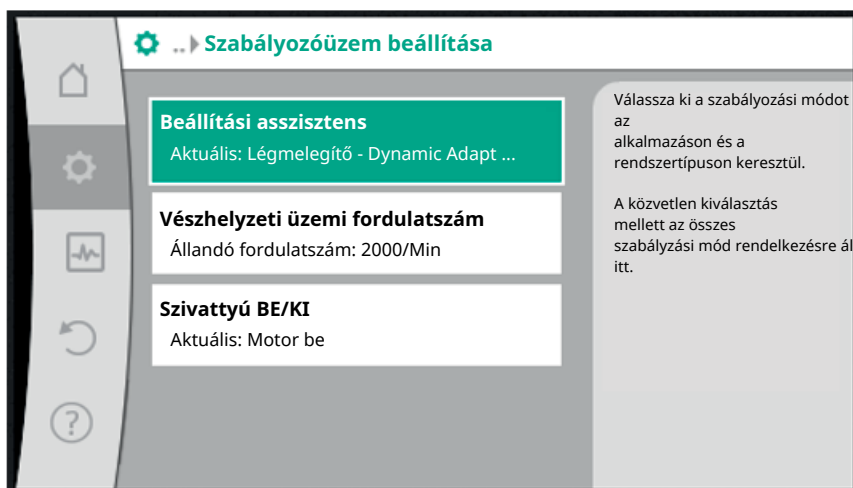 ..▶ Szabályozóüzem beállítása
Beállítási asszisztens
Aktuális: Légmelegítő - Dynamic Adapt ...
Vészhelyzeti üzemi fordulatszám
Állandó fordulatszám: 2000/Min
Szivattyú BE/KI
Aktuális: Motor be
Válassza ki a szabályozási módot
az
alkalmazáson és a
rendszertípuson keresztül.
A közvetlen kiválasztás
mellett az összes
szabályzási mód rendelkezésre ál
itt.
?